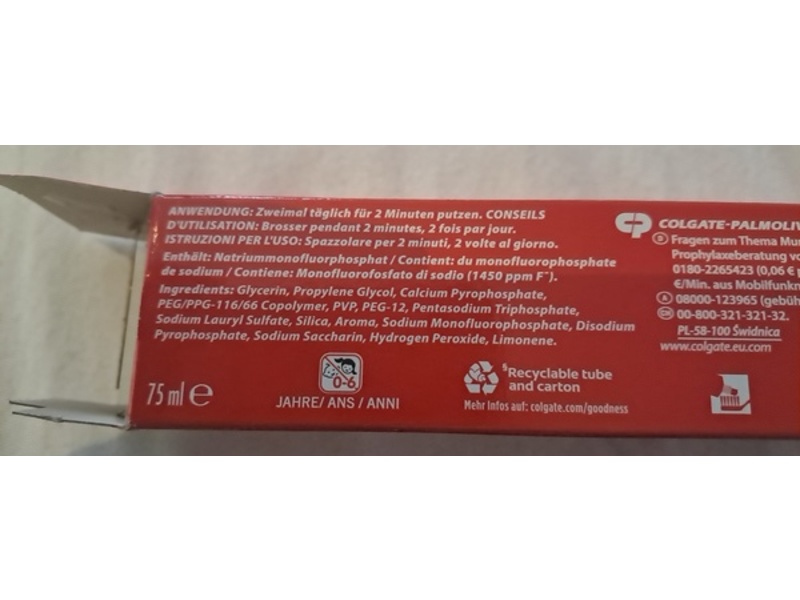 ANWENDUNG: Zweimal täglich für 2 Minuten putzen. CONSEILS
D'UTILISATION: Brosser pendant 2 minutes, 2 fois par jour.
ISTRUZIONI PER L'USO: Spazzolare per 2 minuti, 2 volte al giorno.
Enthält: Natriummonofluorphosphat / Contient: du monofluorophosphate
de sodium / Contiene: Monofluorofosfato di sodio (1450 ppm F⁻).
Ingredients: Glycerin, Propylene Glycol, Calcium Pyrophosphate,
PEG/PPG-116/66 Copolymer, PVP, PEG-12, Pentasodium Triphosphate,
Sodium Lauryl Sulfate, Silica, Aroma, Sodium Monofluorophosphate, Disodium
Pyrophosphate, Sodium Saccharin, Hydrogen Peroxide, Limonene.
75 ml e
0-6
JAHRE/ ANS / ANNI
§Recyclable tube
and carton
Mehr Infos auf: colgate.com/goodness
CP COLGATE-PALMOLIV
D Fragen zum Thema Mu
Prophylaxeberatung vo
0180-2265423 (0,06 €
€/Min. aus Mobilfunkn
A 08000-123965 (gebüh
CH 00-800-321-321-32.
PL-58-100 Świdnica
www.colgate.eu.com